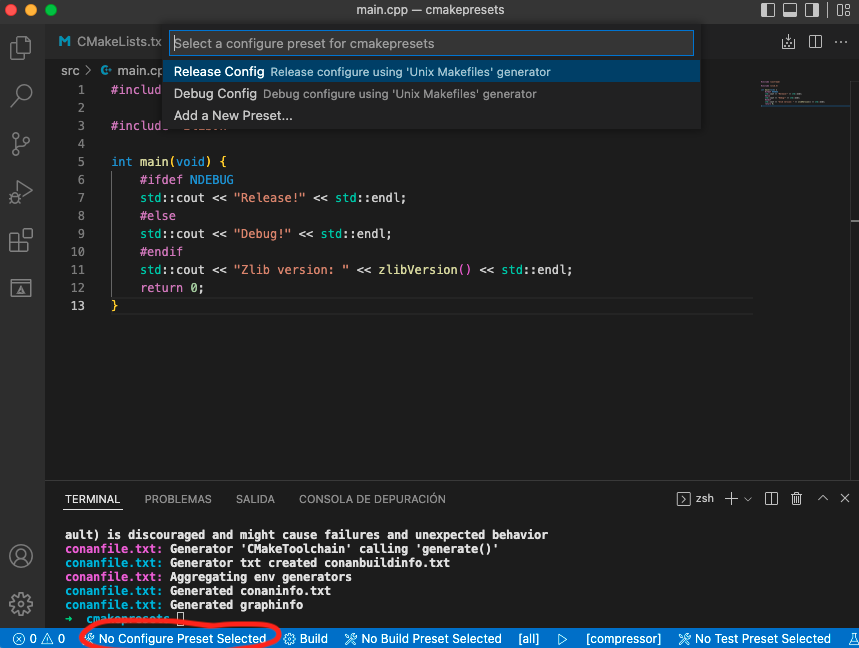 main.cpp — cmakepresets
CMakeLists.tx
Select a configure preset for cmakepresets
src > main.cp
Release Config Release configure using 'Unix Makefiles' generator
Debug Config Debug configure using 'Unix Makefiles' generator
Add a New Preset...
1 #includ
2
3 #include
4
5 int main(void) {
6 #ifdef NDEBUG
7 std::cout << "Release!" << std::endl;
8 #else
9 std::cout << "Debug!" << std::endl;
10 #endif
11 std::cout << "Zlib version: " << zlibVersion() << std::endl;
12 return 0;
13 }
TERMINAL PROBLEMAS SALIDA CONSOLA DE DEPURACIÓN zsh
ault) is discouraged and might cause failures and unexpected behavior
conanfile.txt: Generator 'CMakeToolchain' calling 'generate()'
conanfile.txt: Generator txt created conanbuildinfo.txt
conanfile.txt: Aggregating env generators
conanfile.txt: Generated conaninfo.txt
conanfile.txt: Generated graphinfo
→ cmakepresets
0 0 No Configure Preset Selected Build No Build Preset Selected [all] [compressor] No Test Preset Selected